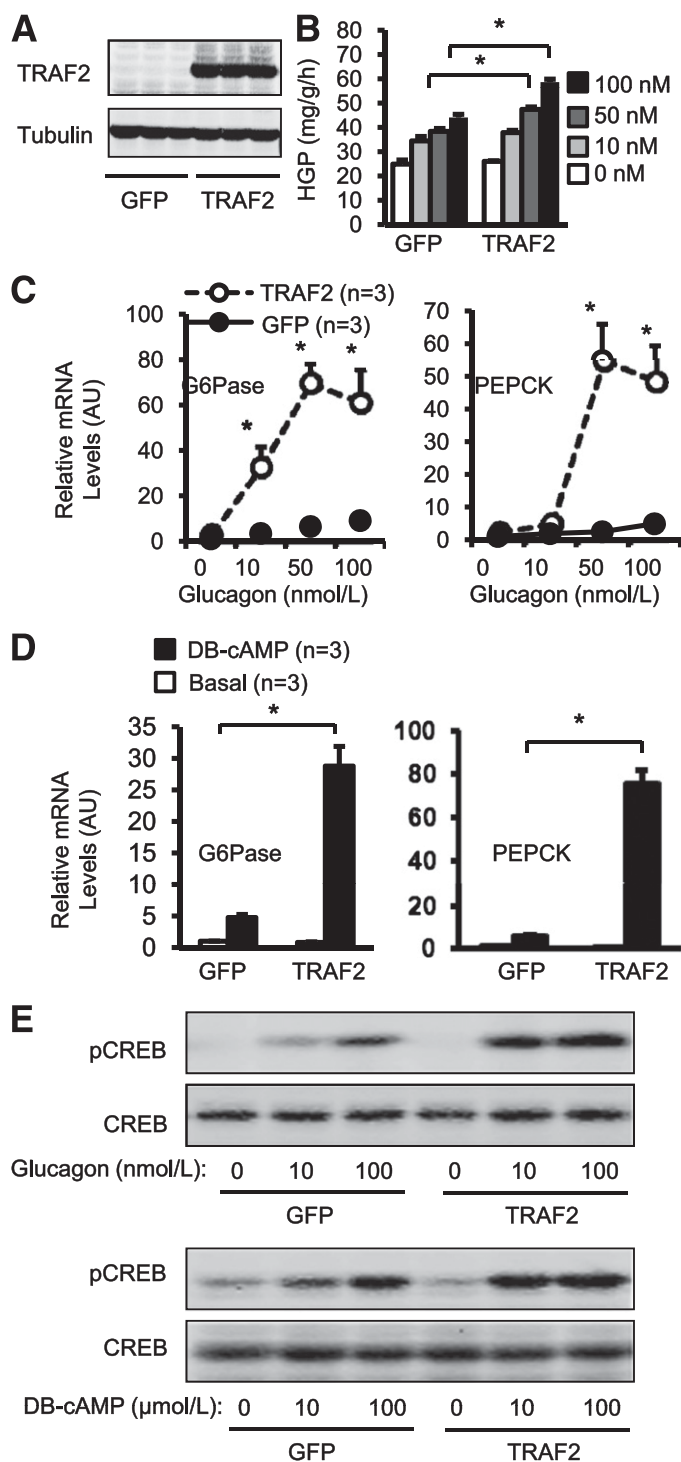 A
TRAF2
Tubulin
GFP TRAF2
B
HGP (mg/g/h)
80
70
60
50
40
30
20
10
0
* *
100 nM
50 nM
10 nM
0 nM
GFP TRAF2
C
TRAF2 (n=3)
GFP (n=3)
Relative mRNA
Levels (AU)
100
80
60
40
20
0
G6Pase
* * *
0 10 50 100
Glucagon (nmol/L)
70
60
50
40
30
20
10
0
PEPCK
* *
0 10 50 100
Glucagon (nmol/L)
D
DB-cAMP (n=3)
Basal (n=3)
Relative mRNA
Levels (AU)
35
30
25
20
15
10
5
0
*
G6Pase
GFP TRAF2
100
80
60
40
20
0
*
PEPCK
GFP TRAF2
E
pCREB
CREB
Glucagon (nmol/L): 0 10 100 0 10 100
GFP TRAF2
pCREB
CREB
DB-cAMP (μmol/L): 0 10 100 0 10 100
GFP TRAF2